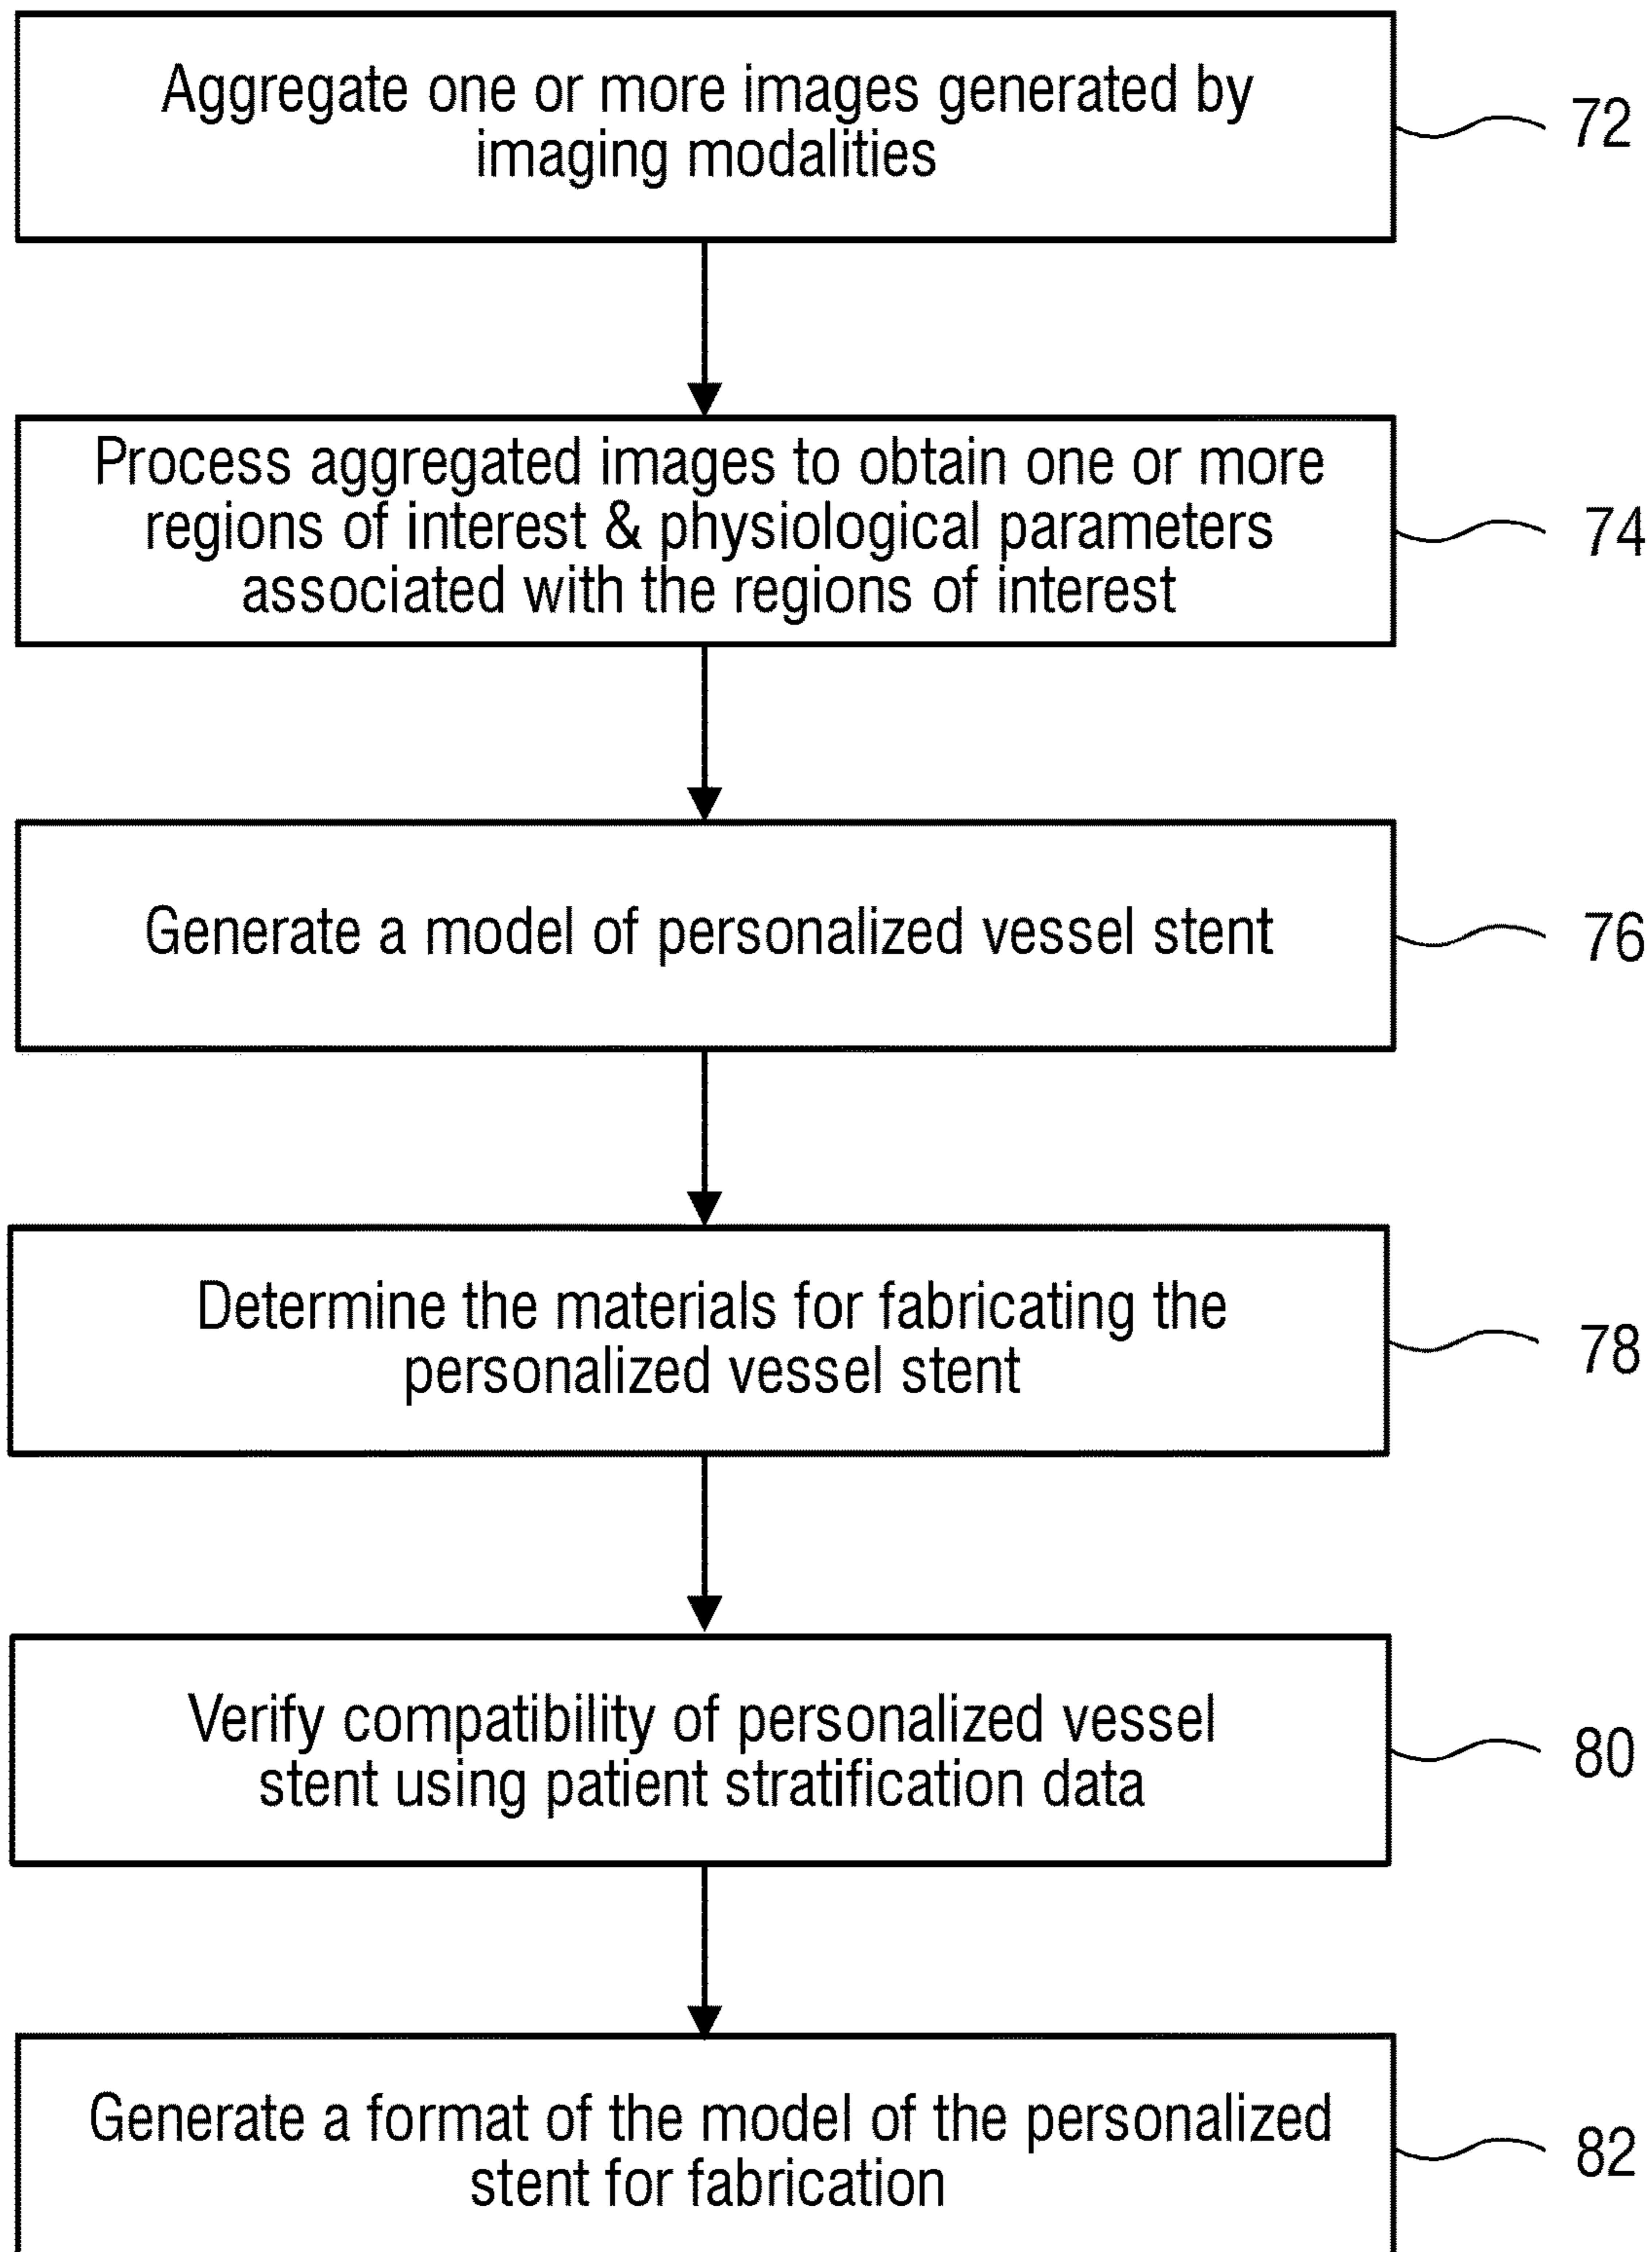 Aggregate one or more images generated by
imaging modalities
72
Process aggregated images to obtain one or more
regions of interest & physiological parameters
associated with the regions of interest
74
Generate a model of personalized vessel stent
76
Determine the materials for fabricating the
personalized vessel stent
78
Verify compatibility of personalized vessel
stent using patient stratification data
80
Generate a format of the model of the personalized
stent for fabrication
82